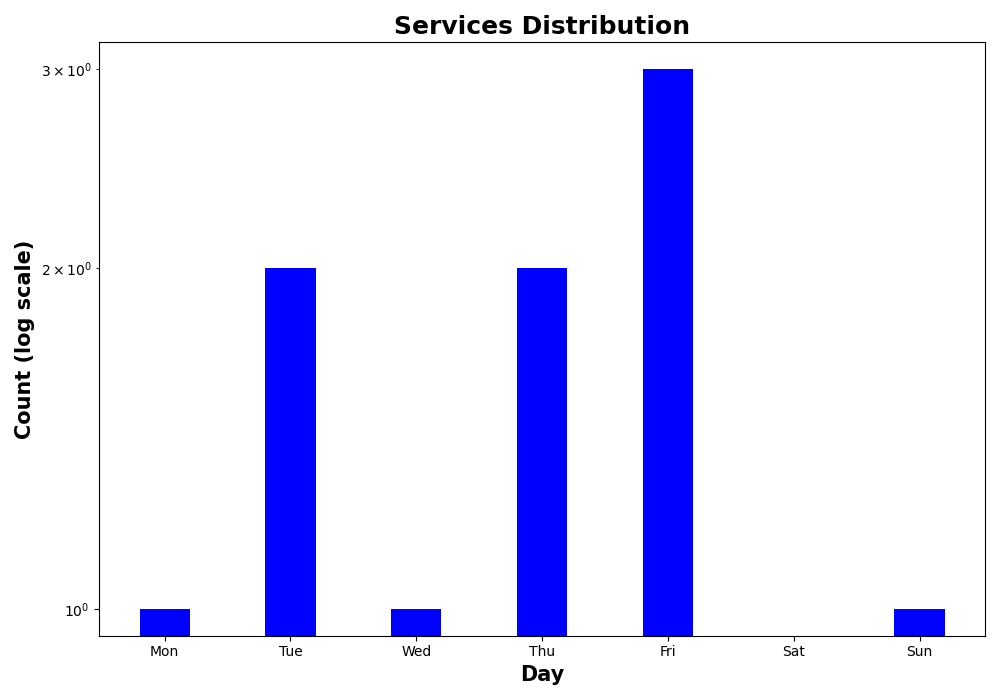 Services Distribution
3 × 10⁰
2 × 10⁰
10⁰
Count (log scale)
Mon Tue Wed Thu Fri Sat Sun
Day